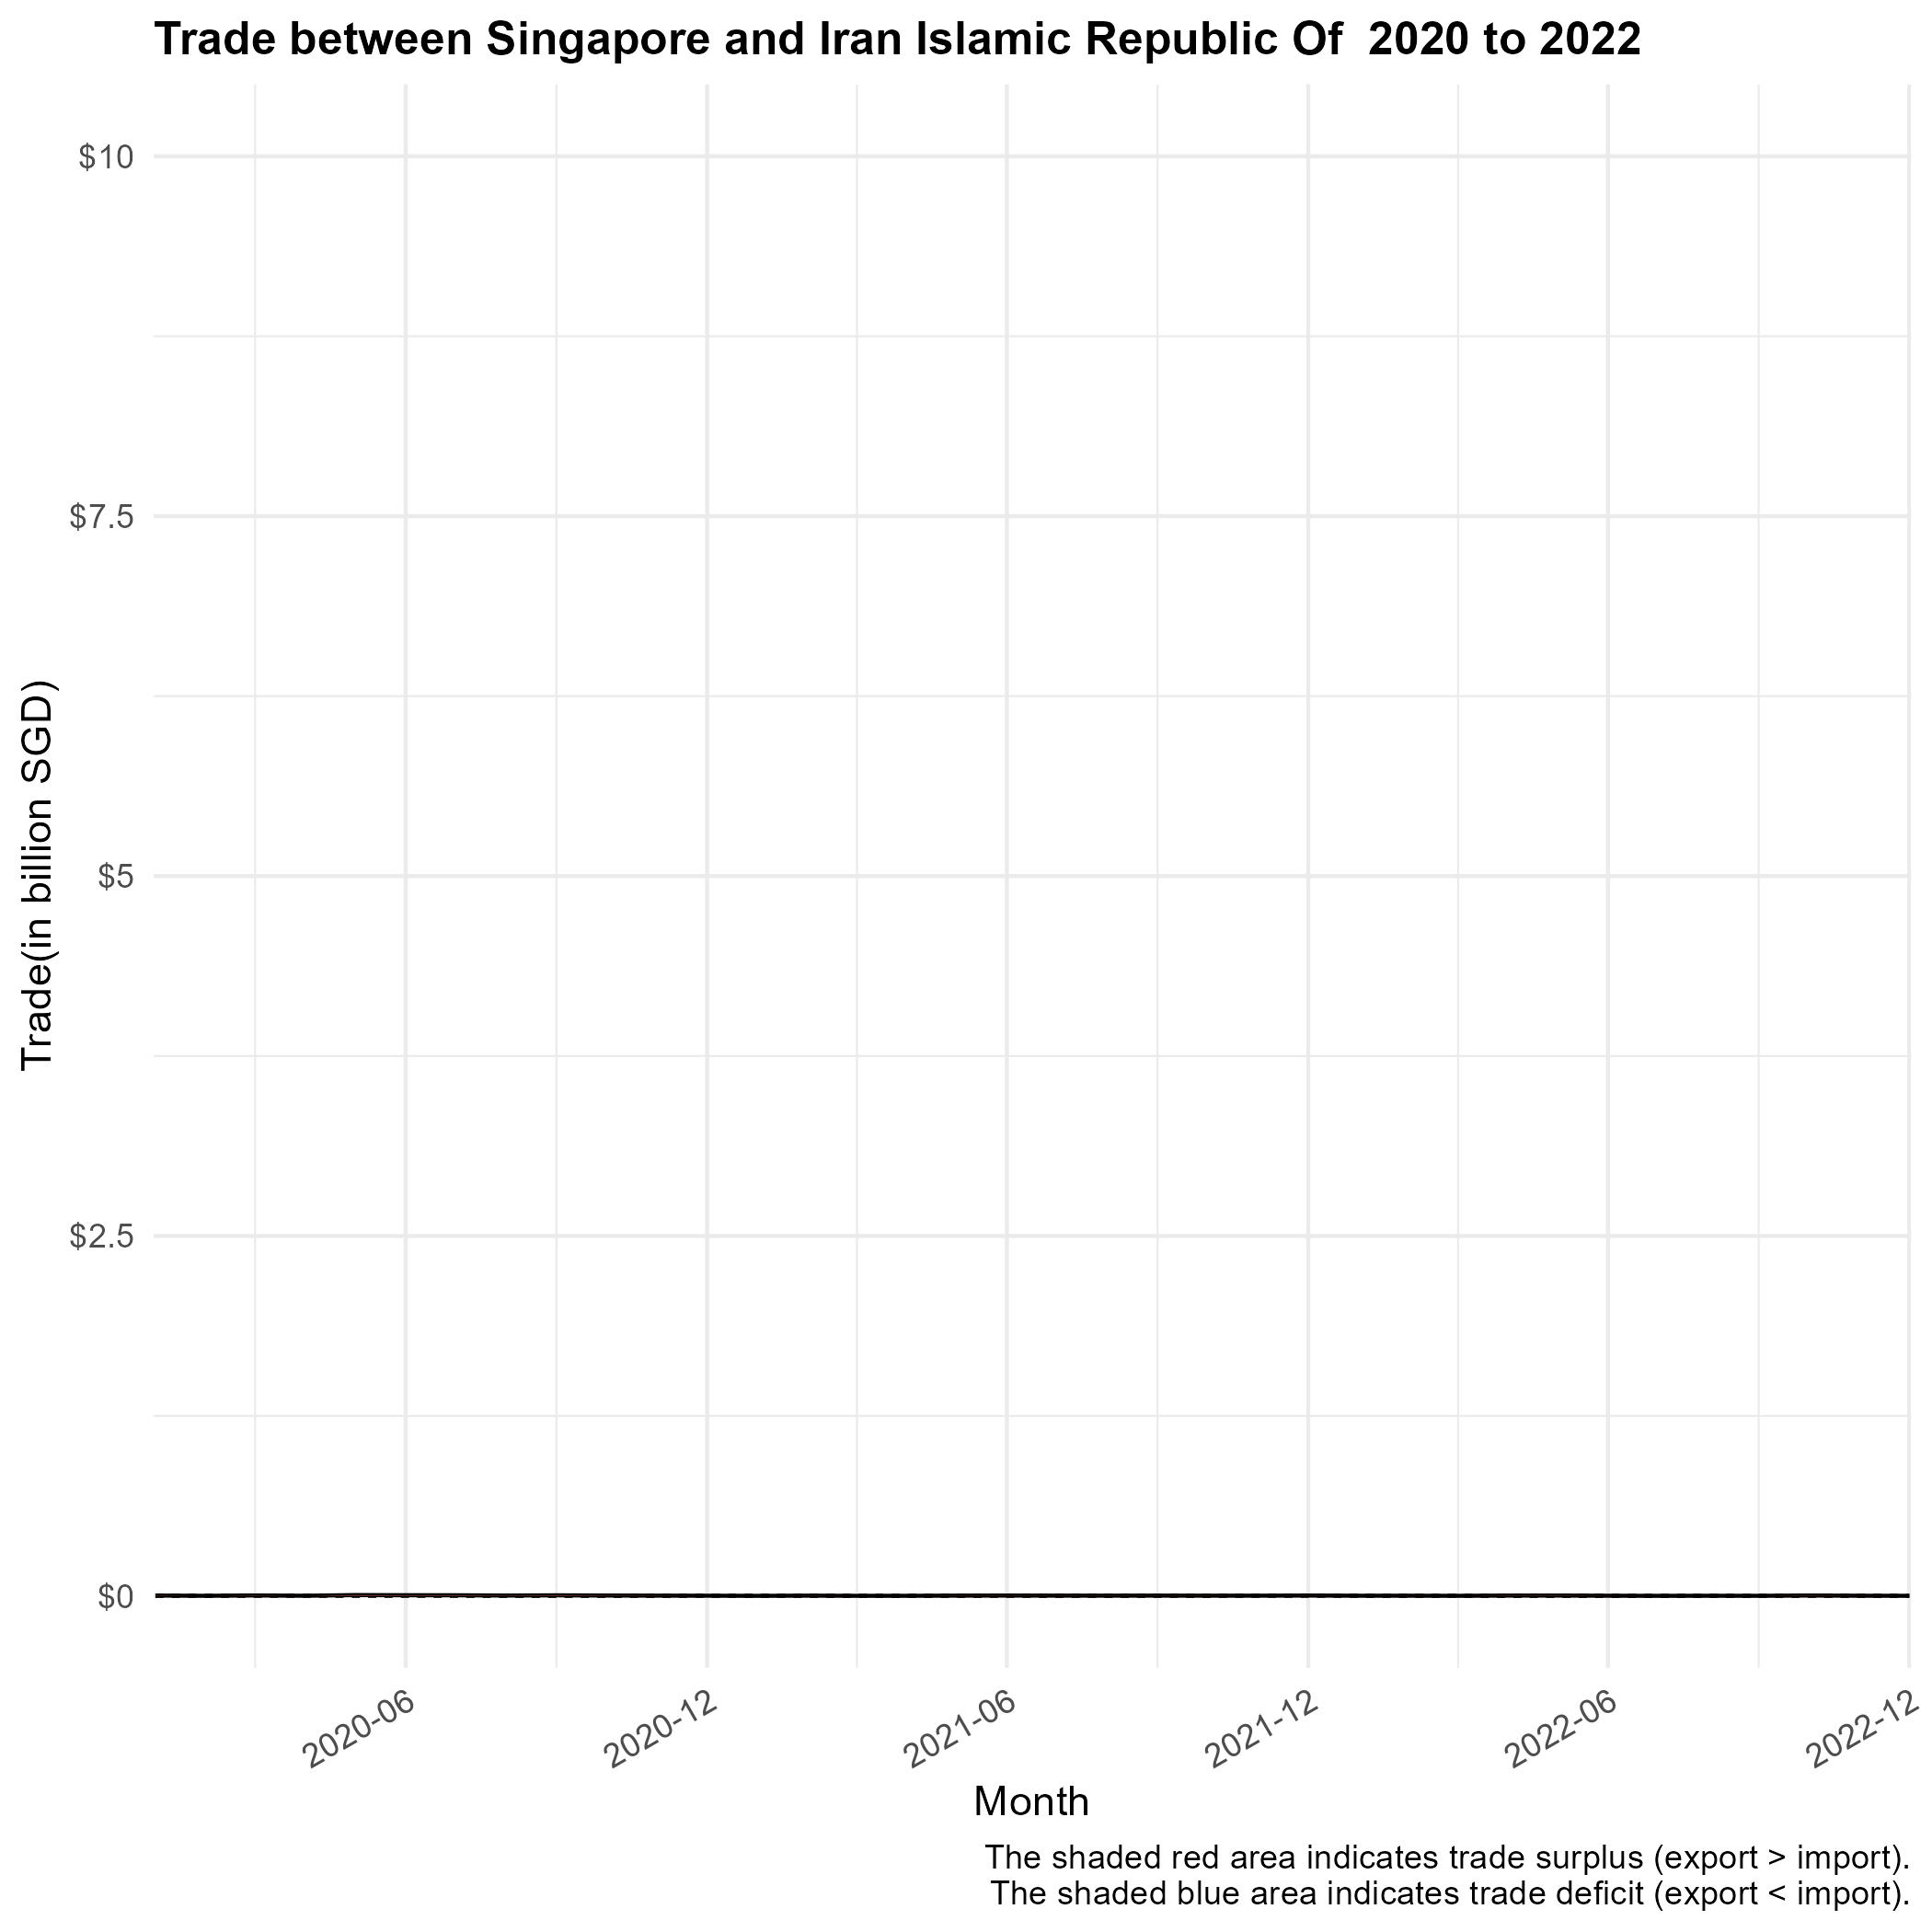 Trade between Singapore and Iran Islamic Republic Of  2020 to 2022
$10
$7.5
$5
$2.5
$0
Trade(in billion SGD)
2020-06
2020-12
2021-06
2021-12
2022-06
2022-12
Month
The shaded red area indicates trade surplus (export > import).
The shaded blue area indicates trade deficit (export < import).